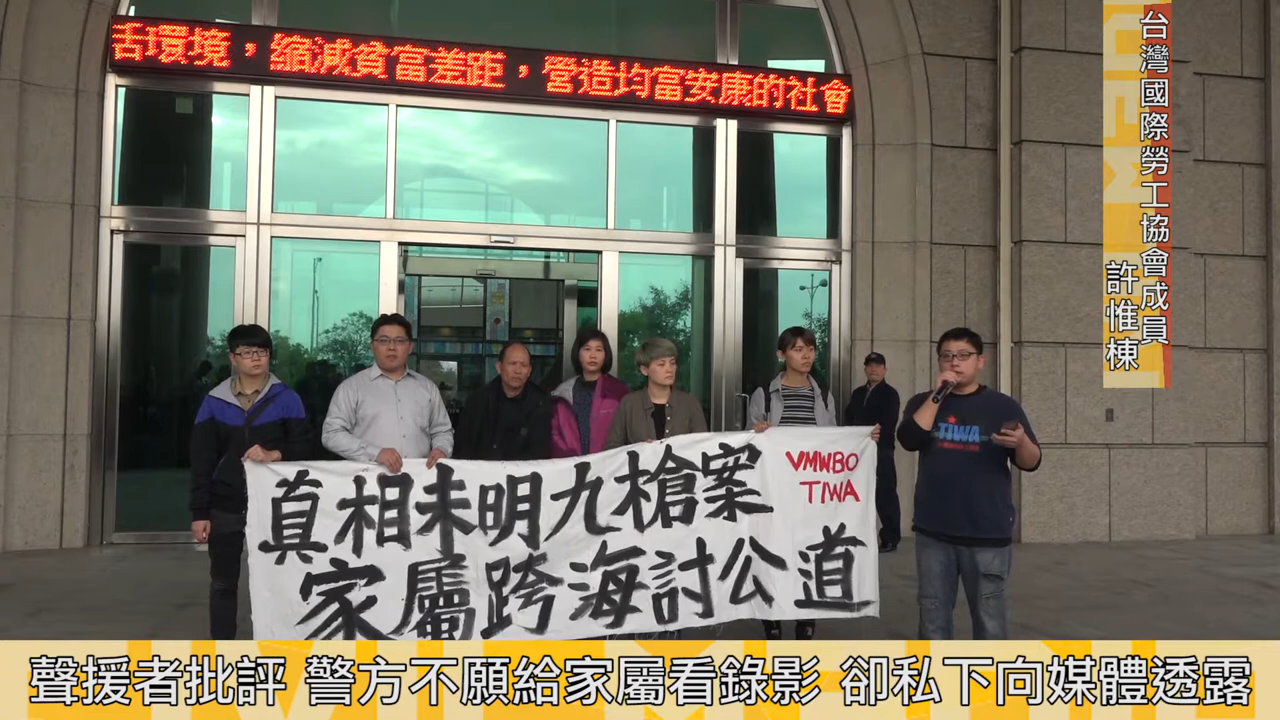 舌環境，縮減貧富差距，營造均富安康的社會
台灣國際勞工協會成員
許惟棟
真相未明九槍案
家屬跨海討公道
VMWBO
TIWA
TIWA
聲援者批評 警方不願給家屬看錄影 卻私下向媒體透露